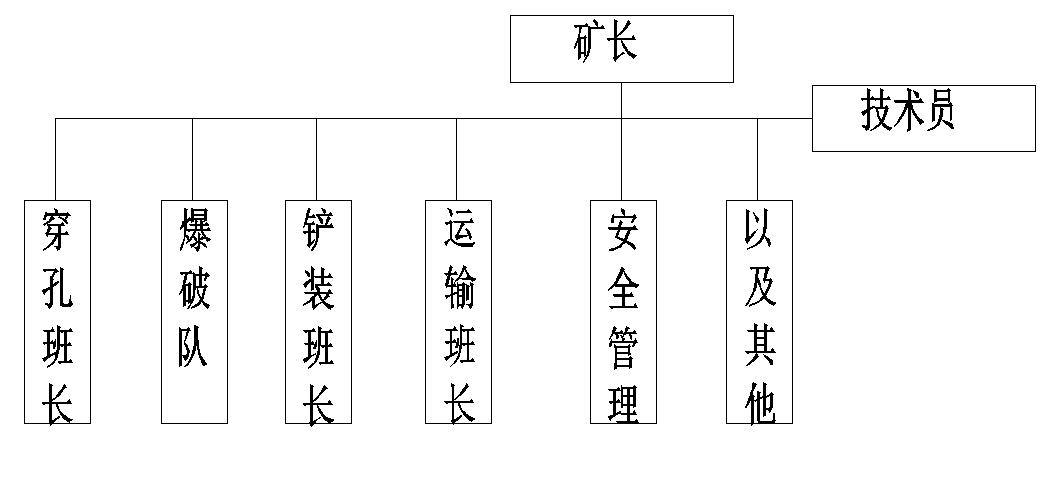 矿长
技术员
穿孔班长
爆破队
铲装班长
运输班长
安全管理
以及其他